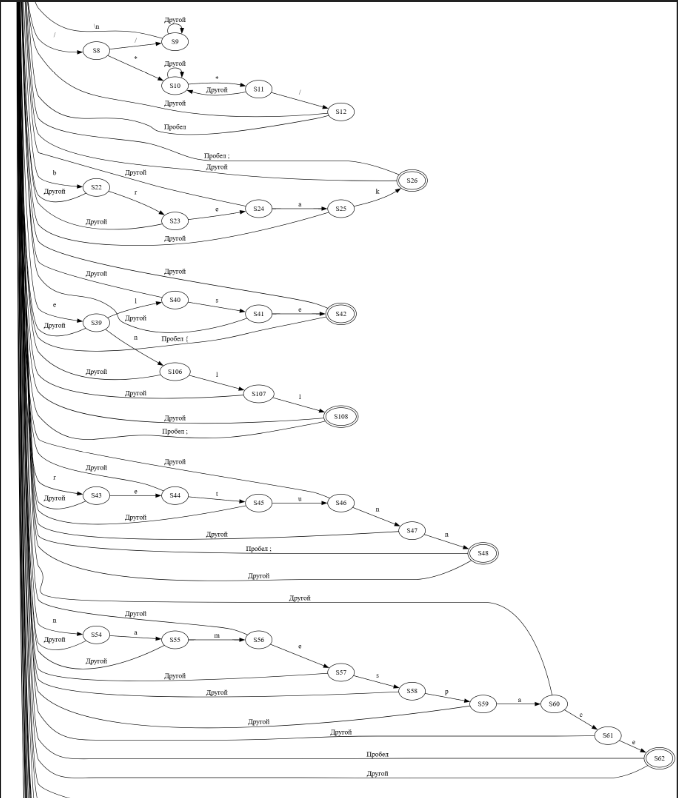 \n
Другой
/
/
S8
S9
*
Другой
S10
*
S11
Другой
/
Другой
S12
Пробел
Пробел ;
Другой
S26
b
Другой
S22
Другой
r
k
S24
a
S25
Другой
S23
e
Другой
Другой
Другой
e
l
S40
s
S41
e
S42
Другой
S39
Другой
n
Пробел {
S106
Другой
S107
Другой
S108
Пробел ;
Другой
Другой
r
S43
e
S44
S45
u
S46
Другой
n
Другой
S47
Другой
n
Пробел ;
S48
Другой
Другой
n
Другой
S54
a
S55
m
S56
Другой
e
Другой
S57
Другой
s
S58
Другой
p
S59
a
S60
Другой
c
Другой
S61
e
Пробел
S62
Другой